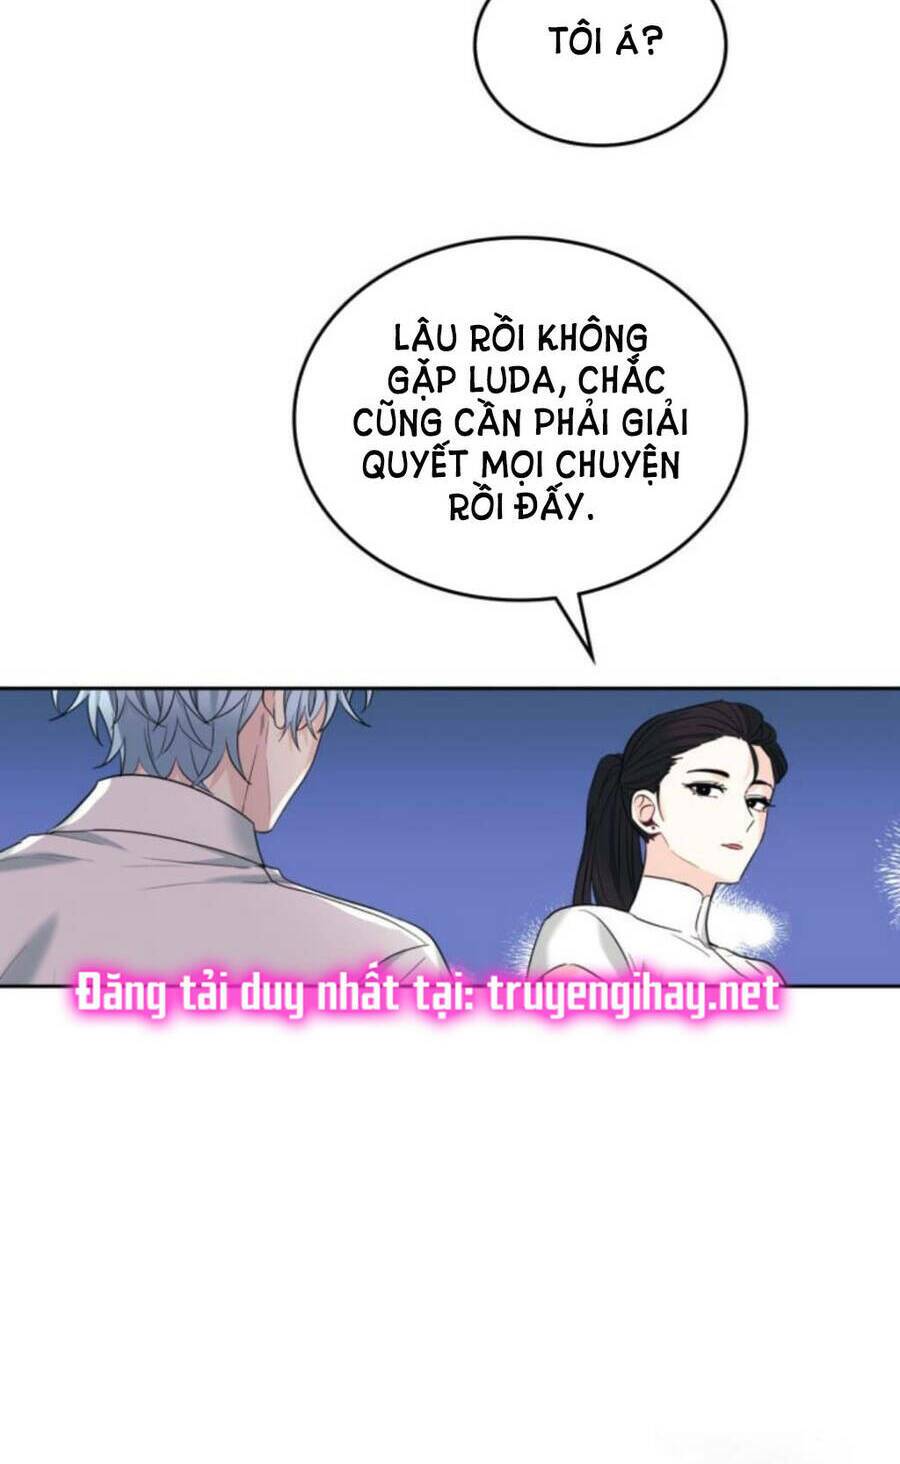 TÔI Á?
LÂU RỒI KHÔNG
GẶP LUDA, CHẮC
CŨNG CẦN PHẢI GIẢI
QUYẾT MỌI CHUYỆN
RỒI ĐẤY.
Đăng tải duy nhất tại: truyengihay.net